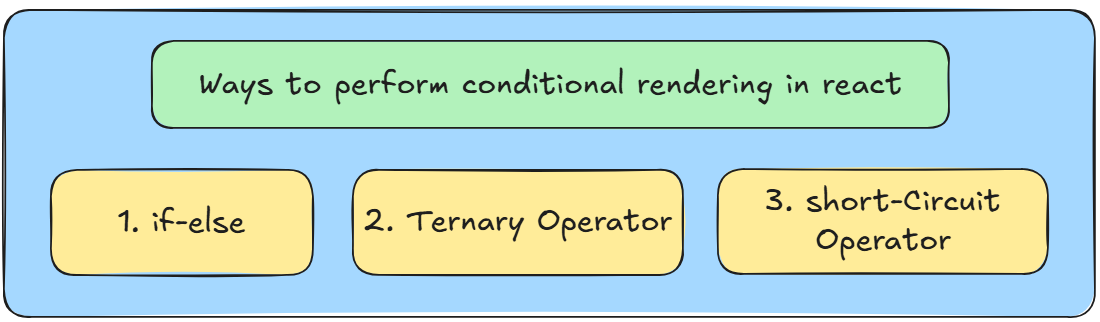 Ways to perform conditional rendering in react
1. if-else
2. Ternary Operator
3. short-Circuit
Operator